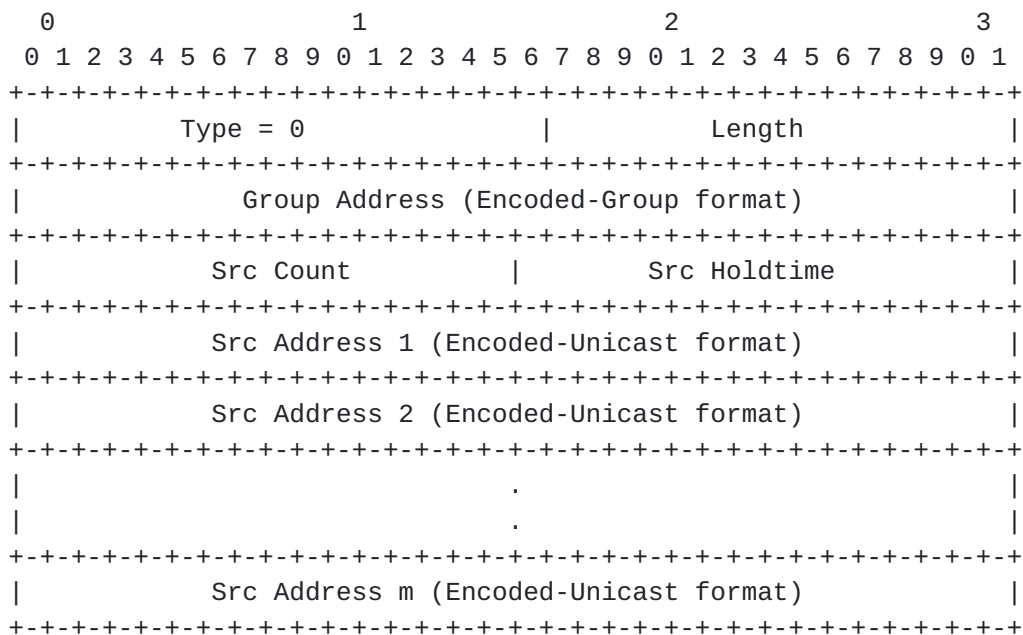 0                   1                   2                   3
 0 1 2 3 4 5 6 7 8 9 0 1 2 3 4 5 6 7 8 9 0 1 2 3 4 5 6 7 8 9 0 1
+-+-+-+-+-+-+-+-+-+-+-+-+-+-+-+-+-+-+-+-+-+-+-+-+-+-+-+-+-+-+-+-+
|          Type = 0               |          Length             |
+-+-+-+-+-+-+-+-+-+-+-+-+-+-+-+-+-+-+-+-+-+-+-+-+-+-+-+-+-+-+-+-+
|              Group Address (Encoded-Group format)             |
+-+-+-+-+-+-+-+-+-+-+-+-+-+-+-+-+-+-+-+-+-+-+-+-+-+-+-+-+-+-+-+-+
|            Src Count          |        Src Holdtime           |
+-+-+-+-+-+-+-+-+-+-+-+-+-+-+-+-+-+-+-+-+-+-+-+-+-+-+-+-+-+-+-+-+
|            Src Address 1 (Encoded-Unicast format)             |
+-+-+-+-+-+-+-+-+-+-+-+-+-+-+-+-+-+-+-+-+-+-+-+-+-+-+-+-+-+-+-+-+
|            Src Address 2 (Encoded-Unicast format)             |
+-+-+-+-+-+-+-+-+-+-+-+-+-+-+-+-+-+-+-+-+-+-+-+-+-+-+-+-+-+-+-+-+
|                               .                               |
|                               .                               |
+-+-+-+-+-+-+-+-+-+-+-+-+-+-+-+-+-+-+-+-+-+-+-+-+-+-+-+-+-+-+-+-+
|            Src Address m (Encoded-Unicast format)             |
+-+-+-+-+-+-+-+-+-+-+-+-+-+-+-+-+-+-+-+-+-+-+-+-+-+-+-+-+-+-+-+-+